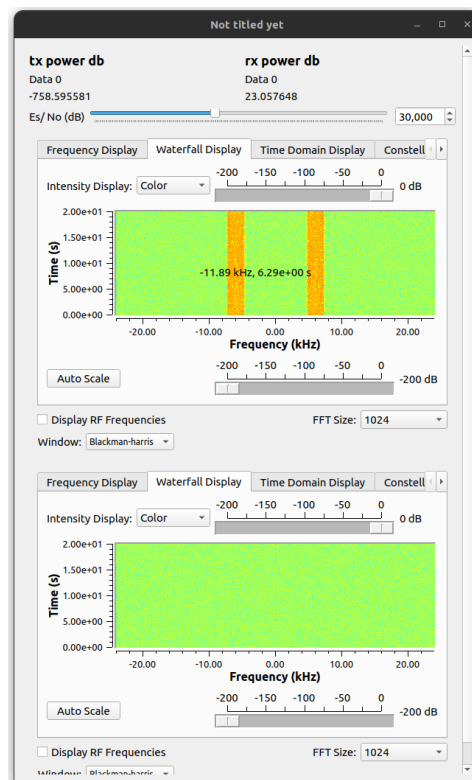 Not titled yet
tx power db rx power db
Data 0 Data 0
-758.595581 23.057648
Es/ No (dB) 30,000
Frequency Display Waterfall Display Time Domain Display Constell
-200 -150 -100 -50 0
Intensity Display: Color 0 dB
2.00e+01
1.50e+01
1.00e+01
5.00e+00
0.00e+00
Time (s)
-11.89 kHz, 6.29e+00 s
-20.00 -10.00 0.00 10.00 20.00
Frequency (kHz)
-200 -150 -100 -50 0
Auto Scale -200 dB
Display RF Frequencies FFT Size: 1024
Window: Blackman-harris
Frequency Display Waterfall Display Time Domain Display Constell
-200 -150 -100 -50 0
Intensity Display: Color 0 dB
2.00e+01
1.50e+01
1.00e+01
5.00e+00
0.00e+00
Time (s)
-20.00 -10.00 0.00 10.00 20.00
Frequency (kHz)
-200 -150 -100 -50 0
Auto Scale -200 dB
Display RF Frequencies FFT Size: 1024
Window: Blackman-harris